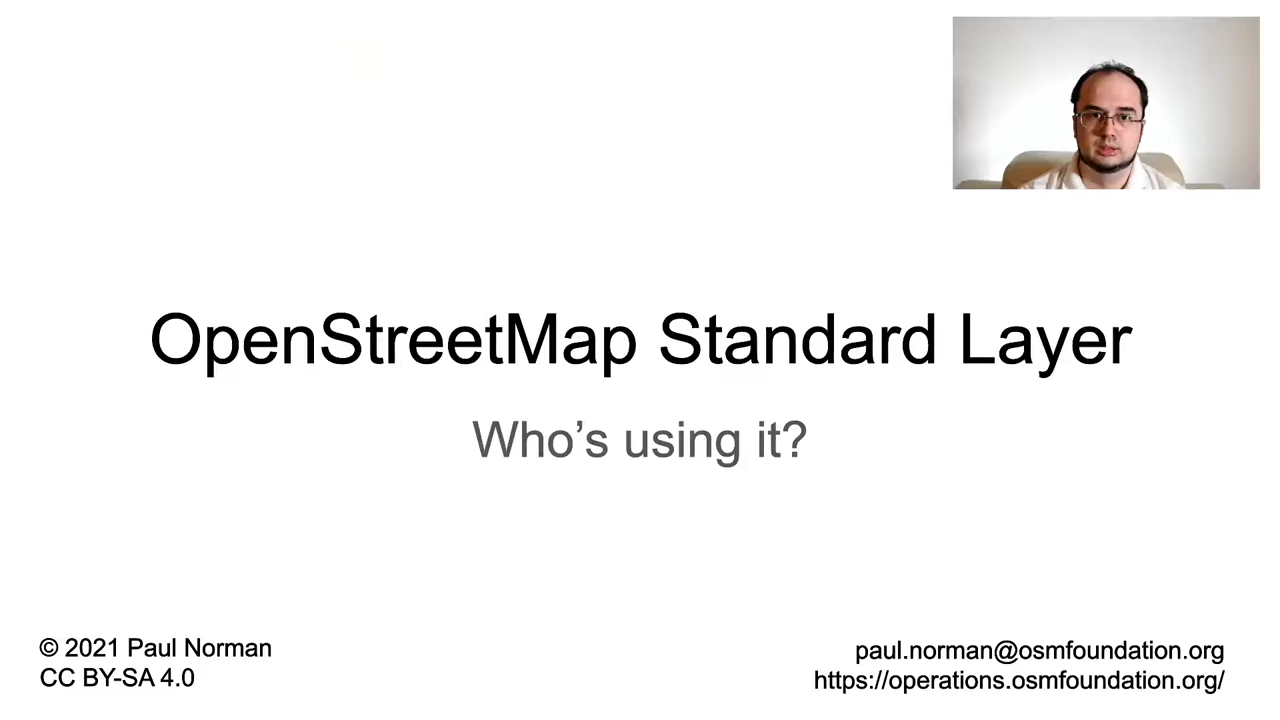 OpenStreetMap Standard Layer
Who’s using it?
© 2021 Paul Norman
CC BY-SA 4.0
paul.norman@osmfoundation.org
https://operations.osmfoundation.org/